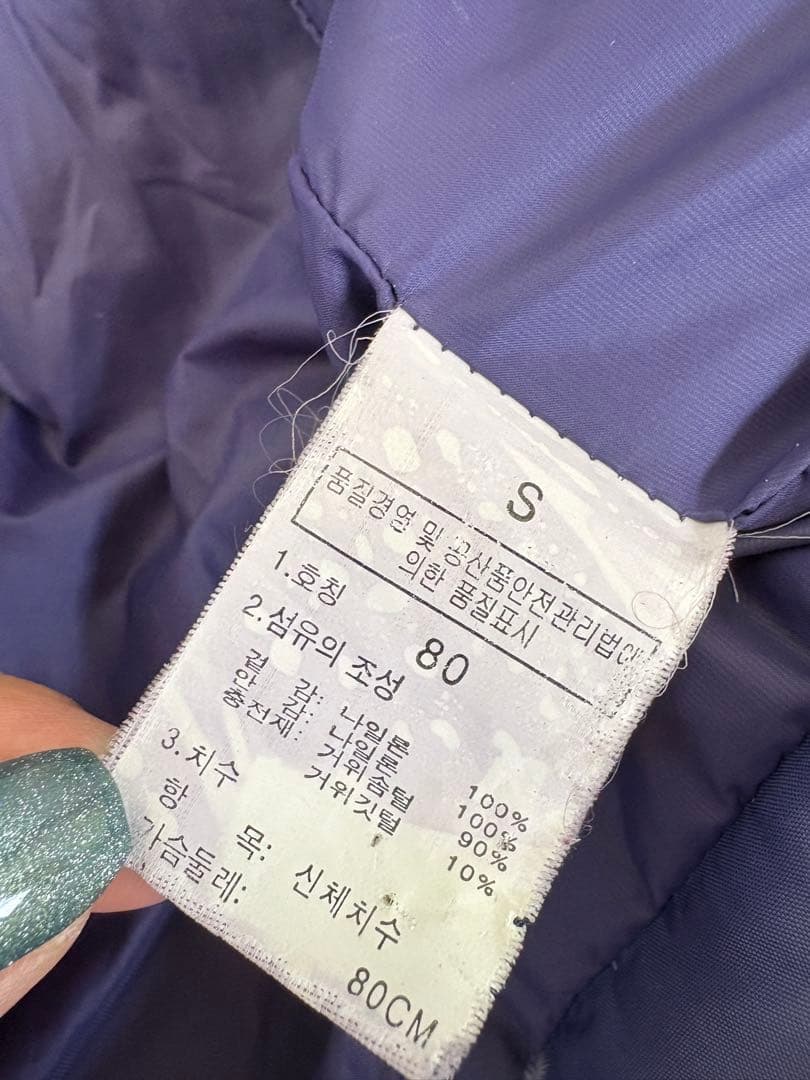 S
품질경영 및 공산품안전관리법에
의한 품질표시
1.호칭 80
2.섬유의 조성
겉 감: 나일론 100%
안 감: 나일론 100%
충전재: 거위솜털 90%
거위깃털 10%
3.치수
항 목: 신체치수
가슴둘레: 80CM